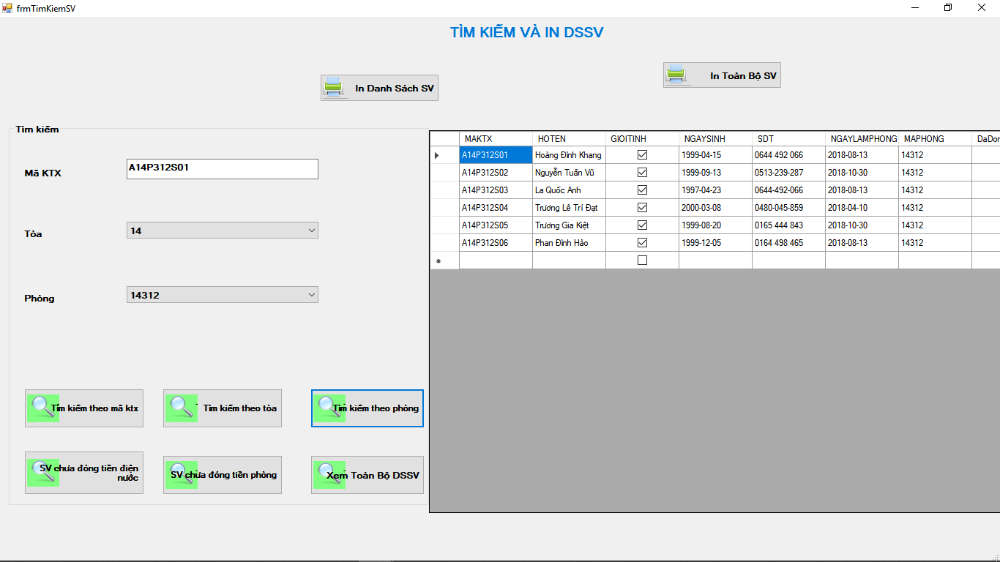 frmTimKiemSV
TÌM KIẾM VÀ IN DSSV
In Danh Sách SV
In Toàn Bộ SV
Tìm kiếm
Mã KTX
A14P312S01
Tòa
14
Phòng
14312
Tìm kiếm theo mã ktx
Tìm kiếm theo tòa
Tìm kiếm theo phòng
SV chưa đóng tiền điện
nước
SV chưa đóng tiền phòng
Xem Toàn Bộ DSSV
MAKTX HOTEN GIOITINH NGAYSINH SDT NGAYLAMPHONG MAPHONG DaDon
A14P312S01 Hoàng Đình Khang 1999-04-15 0644 492 066 2018-08-13 14312
A14P312S02 Nguyễn Tuấn Vũ 1999-09-13 0513-239-287 2018-10-30 14312
A14P312S03 La Quốc Anh 1997-04-23 0644-492-066 2018-08-13 14312
A14P312S04 Trương Lê Trí Đạt 2000-03-08 0480-045-859 2018-04-10 14312
A14P312S05 Trương Gia Kiệt 1999-08-20 0165 444 843 2018-10-30 14312
A14P312S06 Phan Đình Hảo 1999-12-05 0164 498 465 2018-08-13 14312